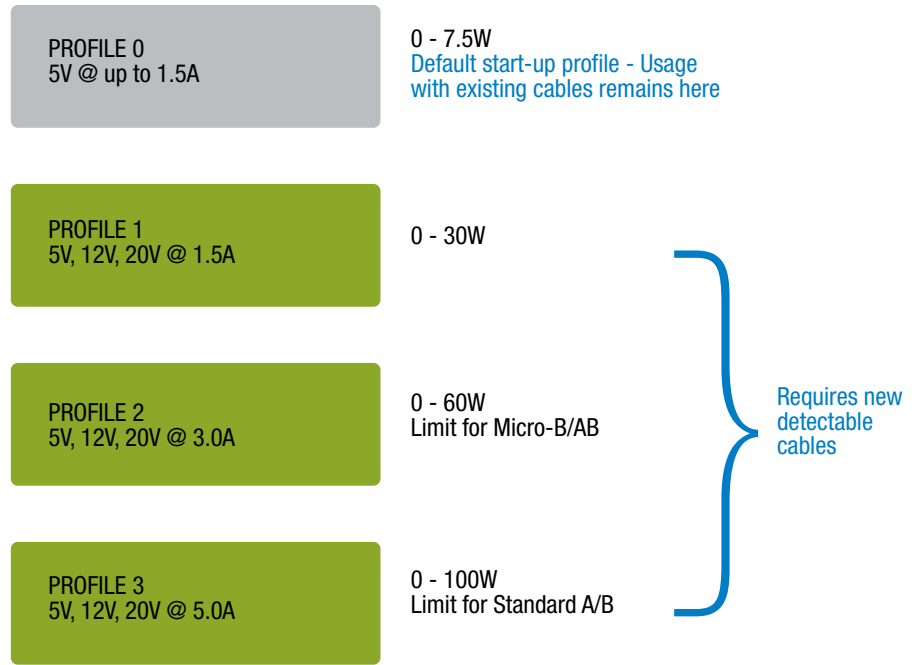 PROFILE 0
5V @ up to 1.5A
0 - 7.5W
Default start-up profile - Usage
with existing cables remains here
PROFILE 1
5V, 12V, 20V @ 1.5A
0 - 30W
PROFILE 2
5V, 12V, 20V @ 3.0A
0 - 60W
Limit for Micro-B/AB
Requires new
detectable
cables
PROFILE 3
5V, 12V, 20V @ 5.0A
0 - 100W
Limit for Standard A/B